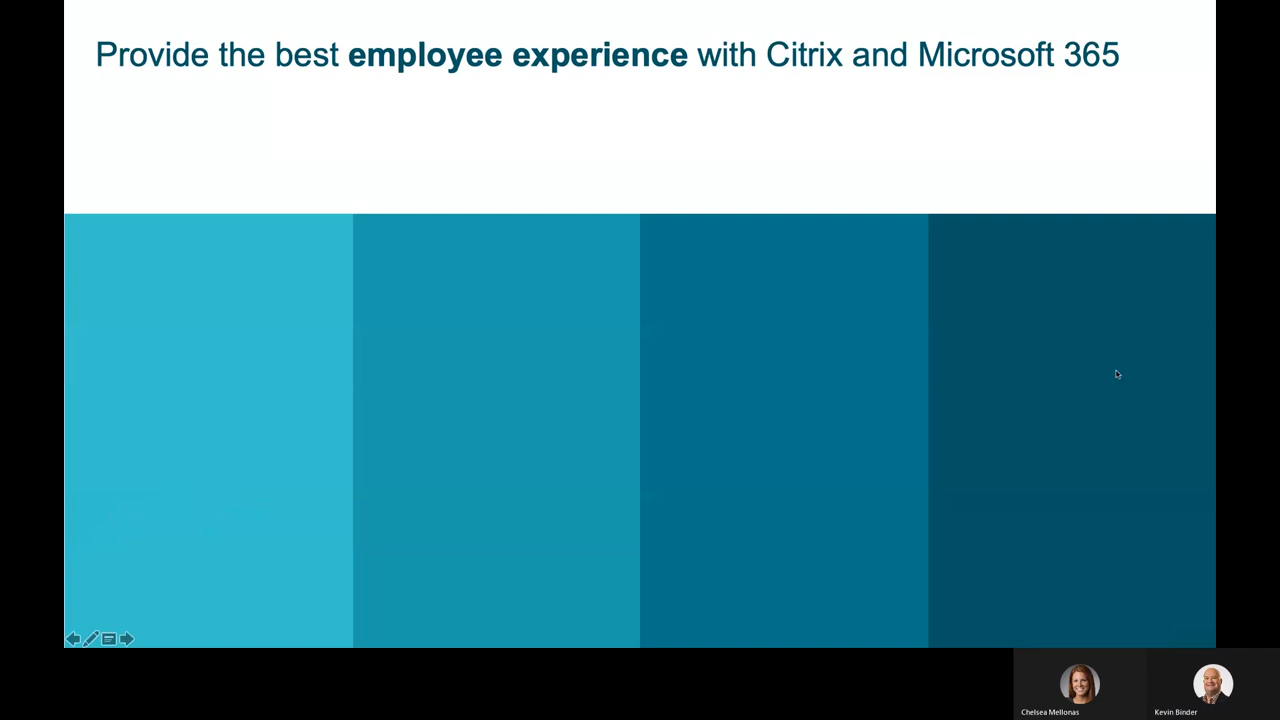 Provide the best employee experience with Citrix and Microsoft 365
Chelsea Mellonas
Kevin Binder